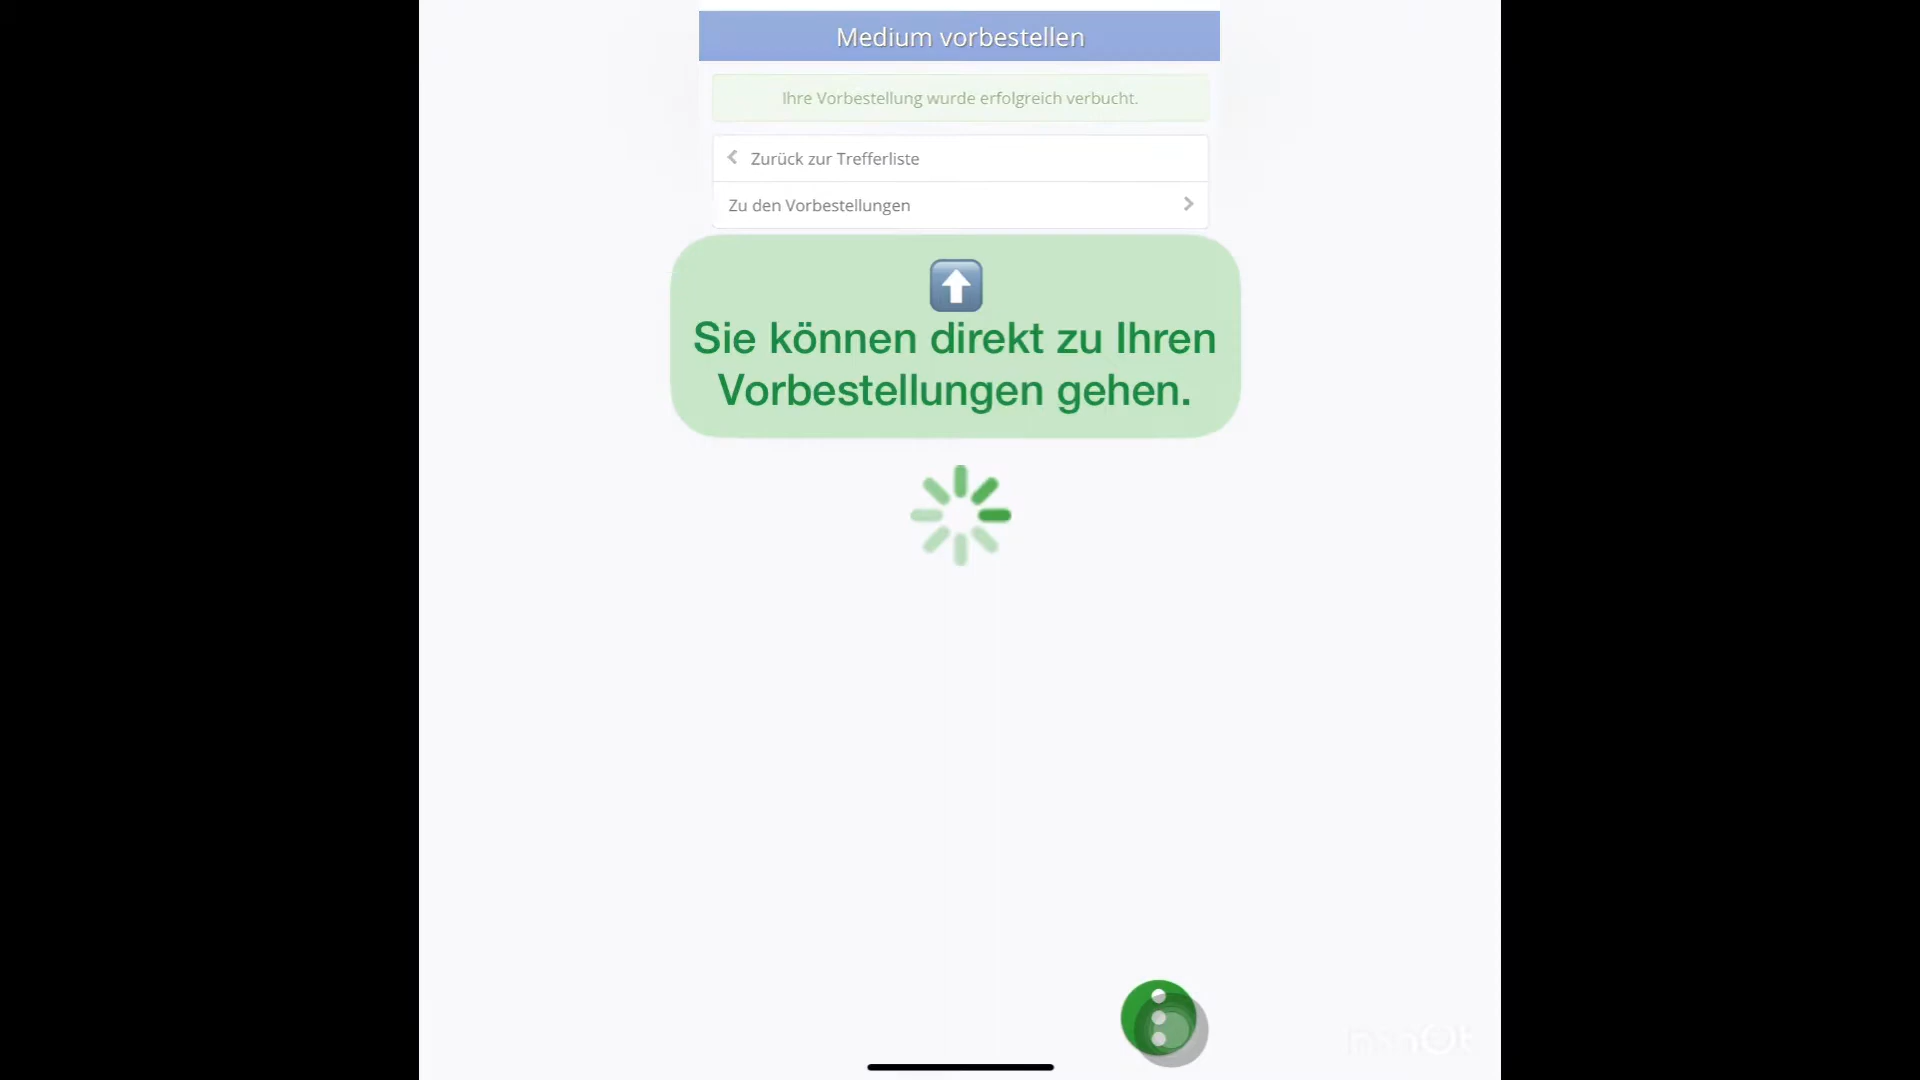 Medium vorbestellen
Ihre Vorbestellung wurde erfolgreich verbucht.
Zurück zur Trefferliste
Zu den Vorbestellungen
Sie können direkt zu Ihren
Vorbestellungen gehen.